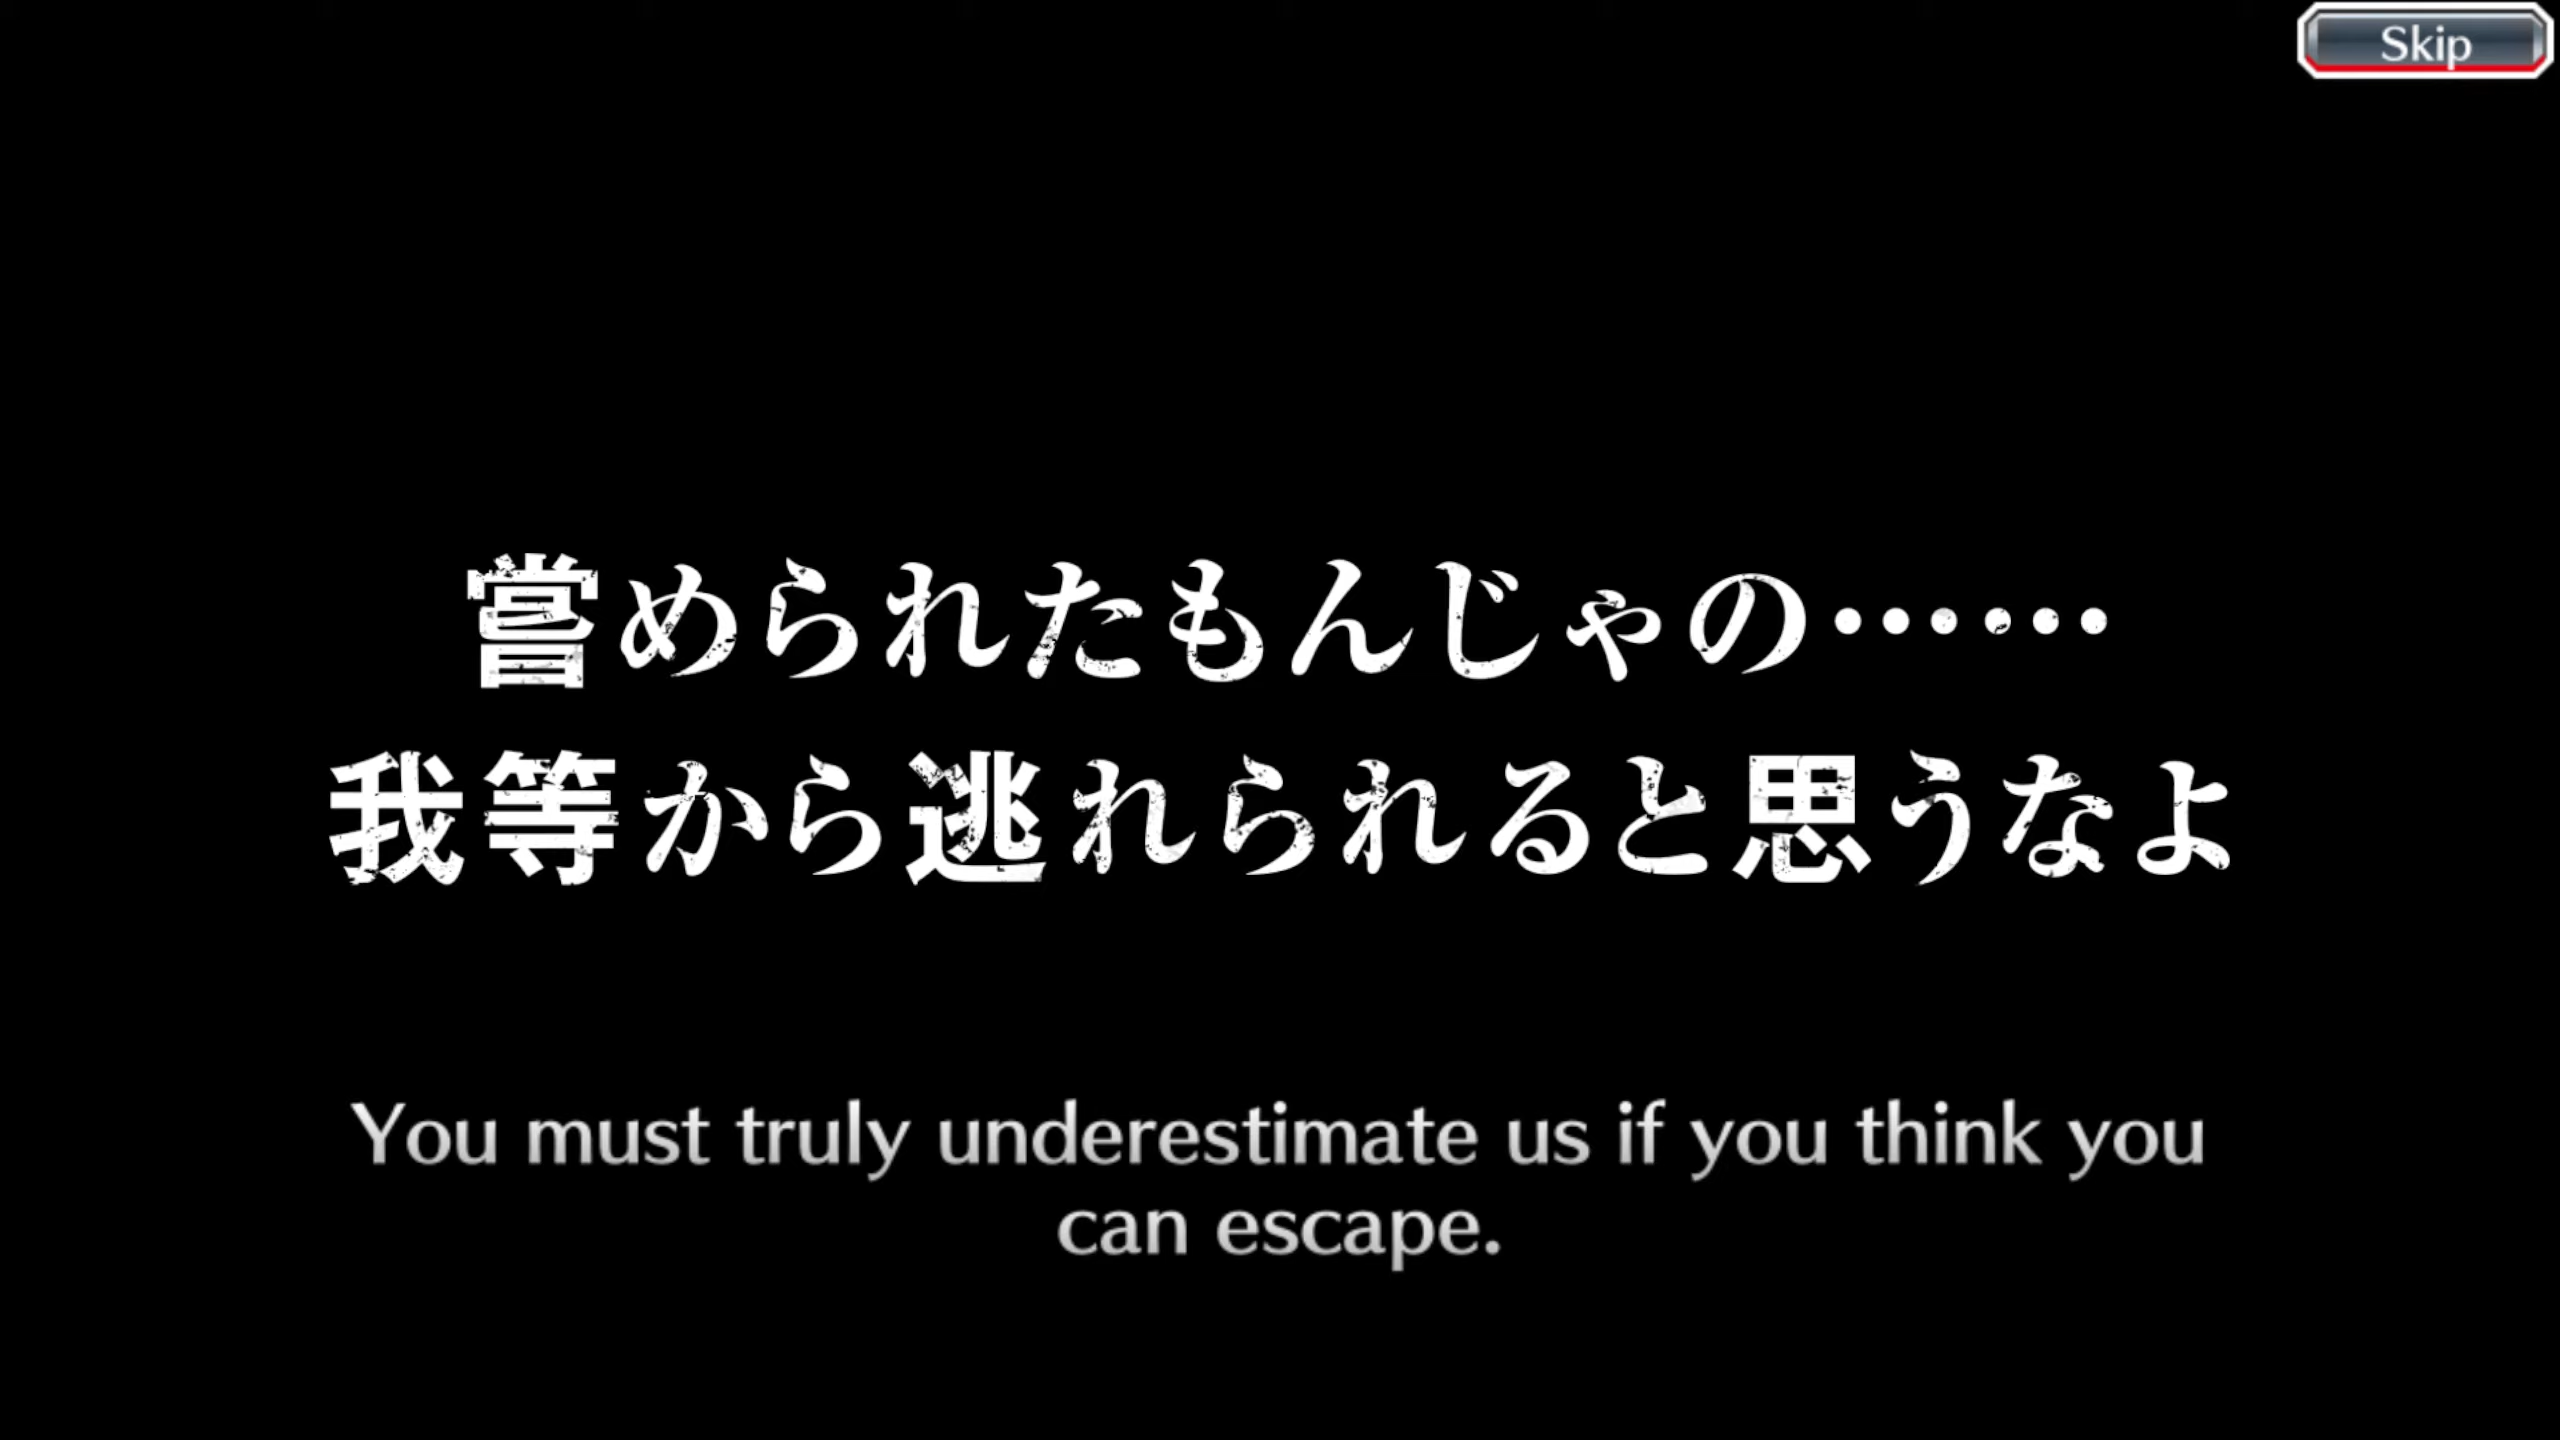 Skip
嘗められたもんじゃの……
我等から逃れられると思うなよ
You must truly underestimate us if you think you
can escape.